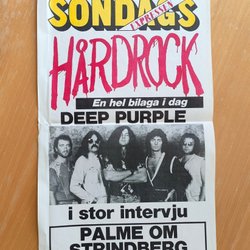 SÖNDAGS
EXPRESSEN
HÅRDROCK
En hel bilaga i dag
DEEP PURPLE
i stor intervju
PALME OM
STRINDBERG